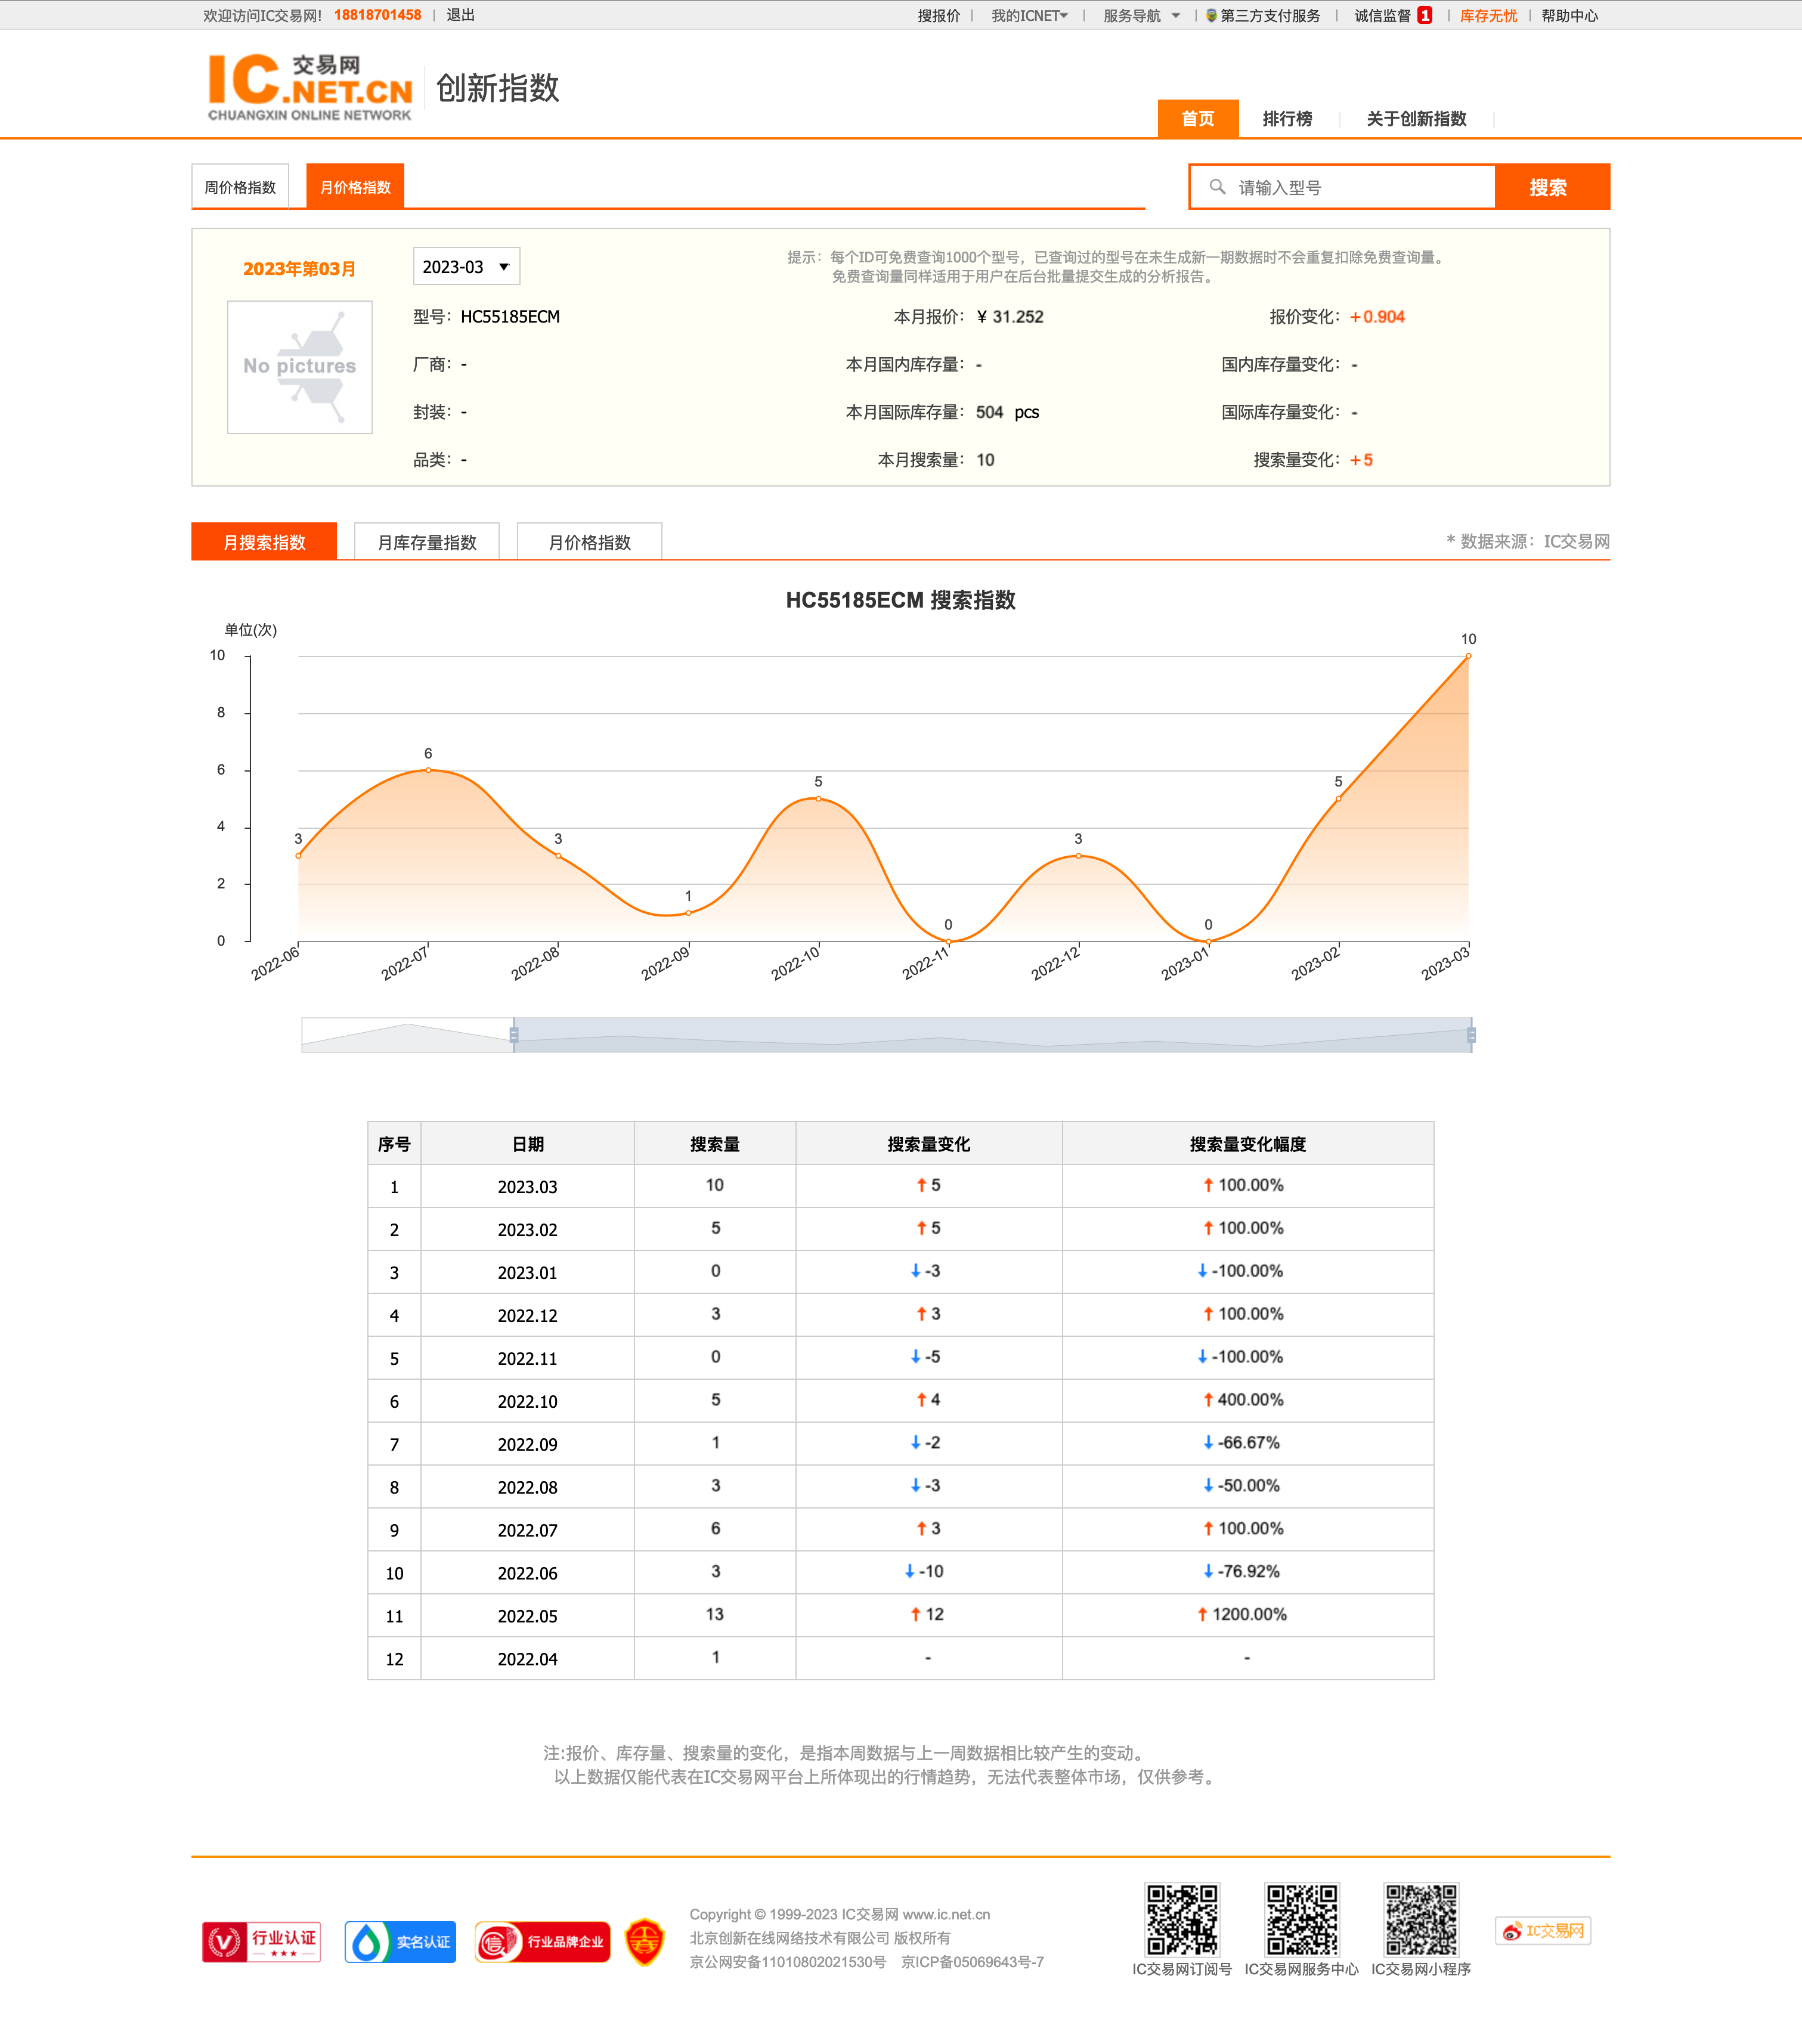 欢迎访问IC交易网! 18818701458 | 退出 搜报价 | 我的ICNET | 服务导航 | 第三方支付服务 | 诚信监督 1 | 库存无忧 | 帮助中心
IC 交易网 .NET.CN
CHUANGXIN ONLINE NETWORK
创新指数
首页 排行榜 关于创新指数
周价格指数 月价格指数 请输入型号 搜索
2023年第03月 2023-03 ▼
提示：每个ID可免费查询1000个型号，已查询过的型号在未生成新一期数据时不会重复扣除免费查询量。
免费查询量同样适用于用户在后台批量提交生成的分析报告。
No pictures
型号：HC55185ECM 本月报价：¥ 31.252 报价变化：+0.904
厂商：- 本月国内库存量：- 国内库存量变化：-
封装：- 本月国际库存量：504 pcs 国际库存量变化：-
品类：- 本月搜索量：10 搜索量变化：+5
月搜索指数 月库存量指数 月价格指数 * 数据来源：IC交易网
HC55185ECM 搜索指数
单位(次)
10
8
6
4
2
0
3 6 3 1 5 0 3 0 5 10
2022-06 2022-07 2022-08 2022-09 2022-10 2022-11 2022-12 2023-01 2023-02 2023-03
序号 日期 搜索量 搜索量变化 搜索量变化幅度
1 2023.03 10 ↑ 5 ↑ 100.00%
2 2023.02 5 ↑ 5 ↑ 100.00%
3 2023.01 0 ↓ -3 ↓ -100.00%
4 2022.12 3 ↑ 3 ↑ 100.00%
5 2022.11 0 ↓ -5 ↓ -100.00%
6 2022.10 5 ↑ 4 ↑ 400.00%
7 2022.09 1 ↓ -2 ↓ -66.67%
8 2022.08 3 ↓ -3 ↓ -50.00%
9 2022.07 6 ↑ 3 ↑ 100.00%
10 2022.06 3 ↓ -10 ↓ -76.92%
11 2022.05 13 ↑ 12 ↑ 1200.00%
12 2022.04 1 - -
注:报价、库存量、搜索量的变化，是指本周数据与上一周数据相比较产生的变动。
以上数据仅能代表在IC交易网平台上所体现出的行情趋势，无法代表整体市场，仅供参考。
行业认证 实名认证 信 行业品牌企业
Copyright © 1999-2023 IC交易网 www.ic.net.cn
北京创新在线网络技术有限公司 版权所有
京公网安备11010802021530号 京ICP备05069643号-7
IC交易网订阅号 IC交易网服务中心 IC交易网小程序
IC交易网